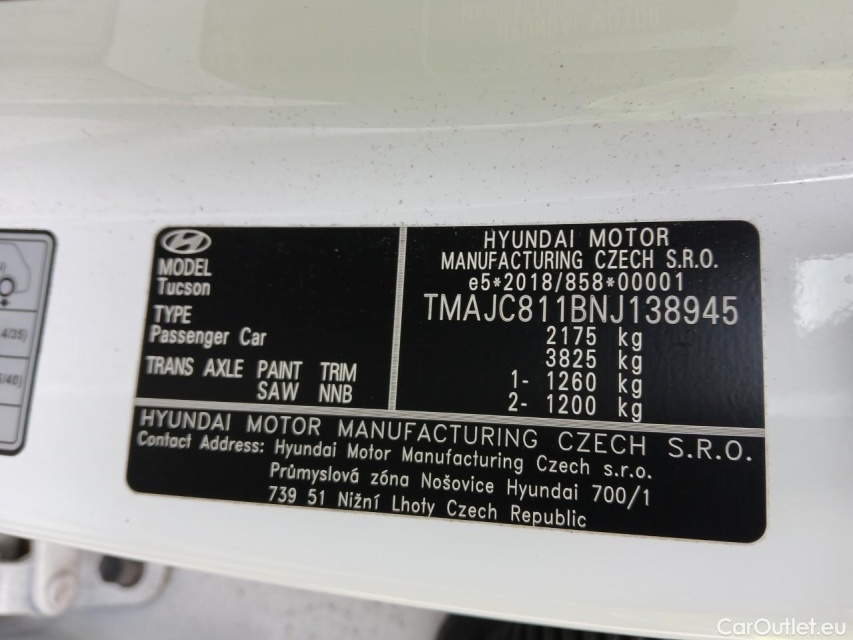 MODEL
Tucson
TYPE
Passenger Car
TRANS AXLE PAINT TRIM
SAW NNB
HYUNDAI MOTOR
MANUFACTURING CZECH S.R.O.
e5*2018/858*00001
TMAJC811BNJ138945
2175 kg
3825 kg
1- 1260 kg
2- 1200 kg
HYUNDAI MOTOR MANUFACTURING CZECH S.R.O.
Contact Address: Hyundai Motor Manufacturing Czech s.r.o.
Průmyslová zóna Nošovice Hyundai 700/1
739 51 Nižní Lhoty Czech Republic
CarOutlet.eu